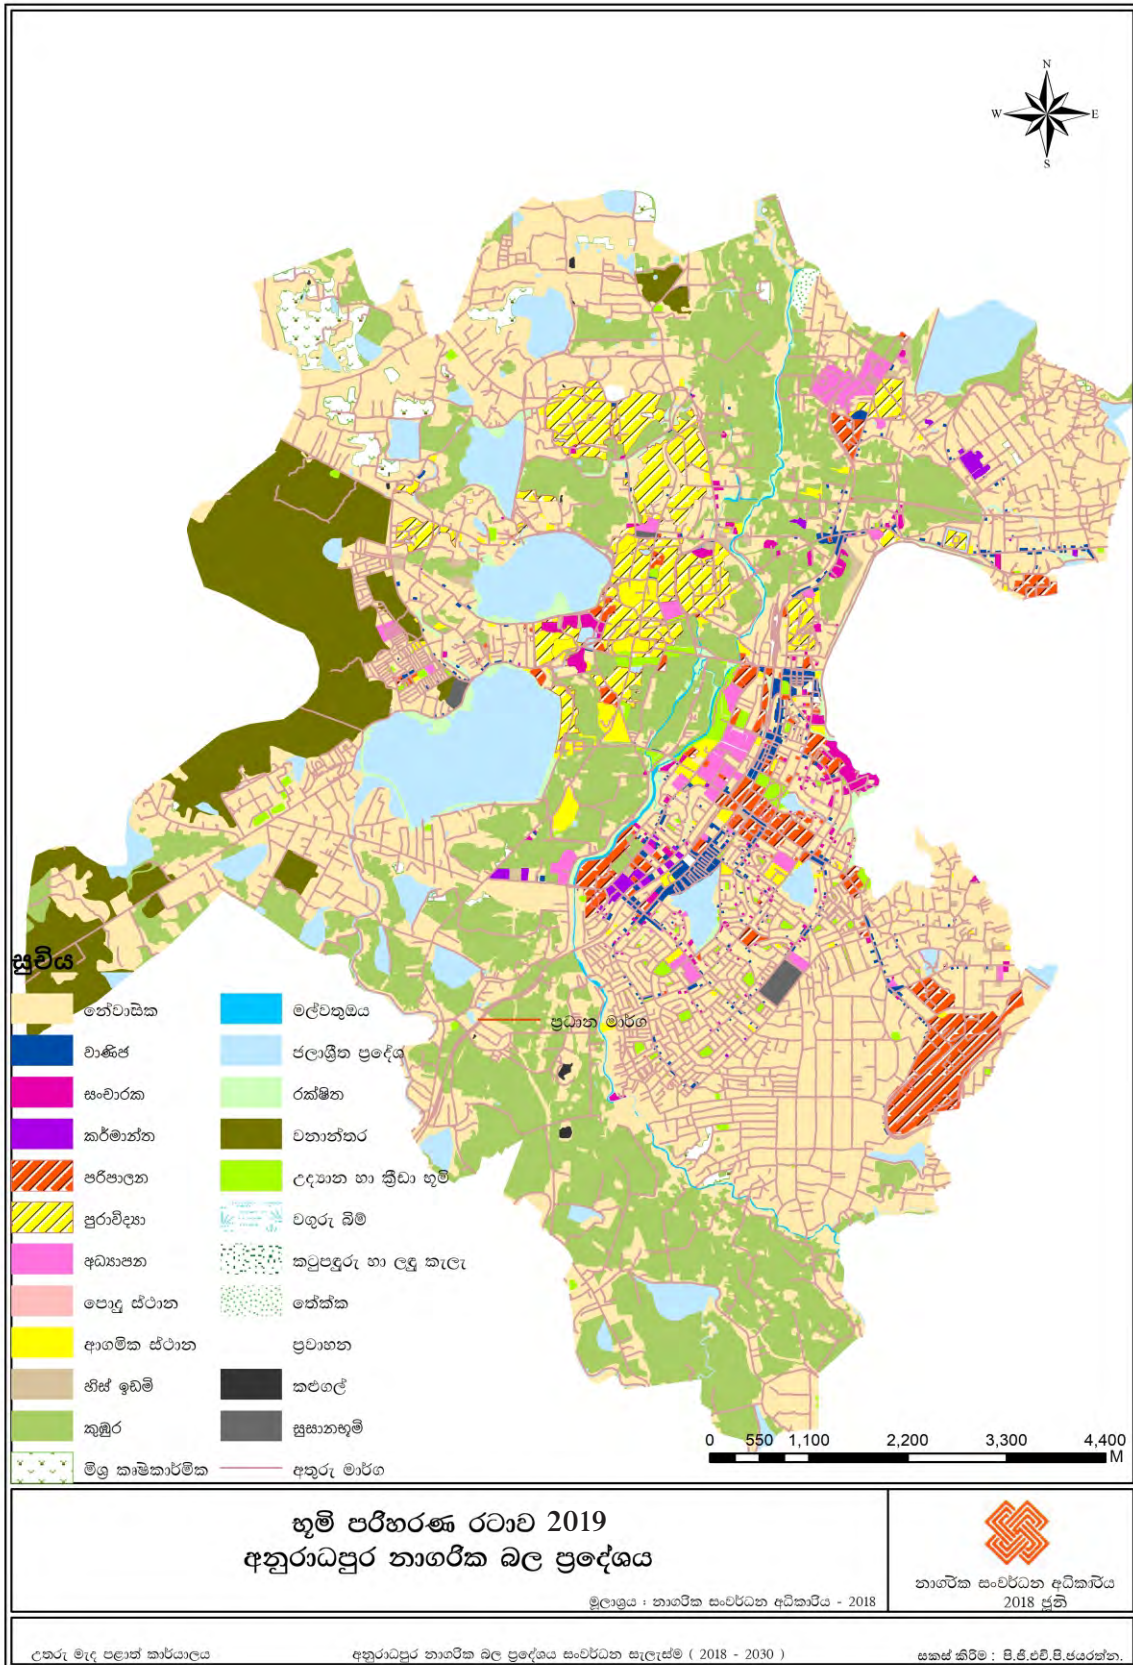 N
W E
S
සූචිය
නේවාසික
වාණිජ
සංචාරක
කර්මාන්ත
පරිපාලන
පුරාවිද්‍යා
අධ්‍යාපන
පොදු ස්ථාන
ආගමික ස්ථාන
හිස් ඉඩම්
කුඹුර
මිශ්‍ර කෘෂිකාර්මික
මල්වතුඔය
ජලාශ්‍රීත ප්‍රදේශ
රක්ෂිත
වනාන්තර
උද්‍යාන හා ක්‍රීඩා භූමි
වගුරු බිම්
කටුපඳුරු හා ලඳු කැලෑ
තේක්ක
ප්‍රවාහන
කළුගල්
සුසානභූමි
අතුරු මාර්ග
ප්‍රධාන මාර්ග
0 550 1,100 2,200 3,300 4,400
M
භූමි පරිහරණ රටාව 2019
අනුරාධපුර නාගරික බල ප්‍රදේශය
මූලාශ්‍රය : නාගරික සංවර්ධන අධිකාරිය - 2018
නාගරික සංවර්ධන අධිකාරිය
2018 ජූනි
උතරු මැද පළාත් කාර්යාලය
අනුරාධපුර නාගරික බල ප්‍රදේශය සංවර්ධන සැලැස්ම ( 2018 - 2030 )
සකස් කිරීම : පි.ජී.එච්.පි.ජයරත්න.